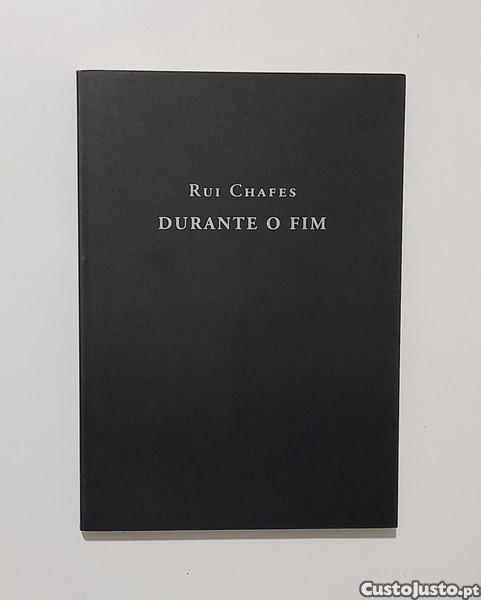 Rui Chafes
DURANTE O FIM
CustoJusto.pt